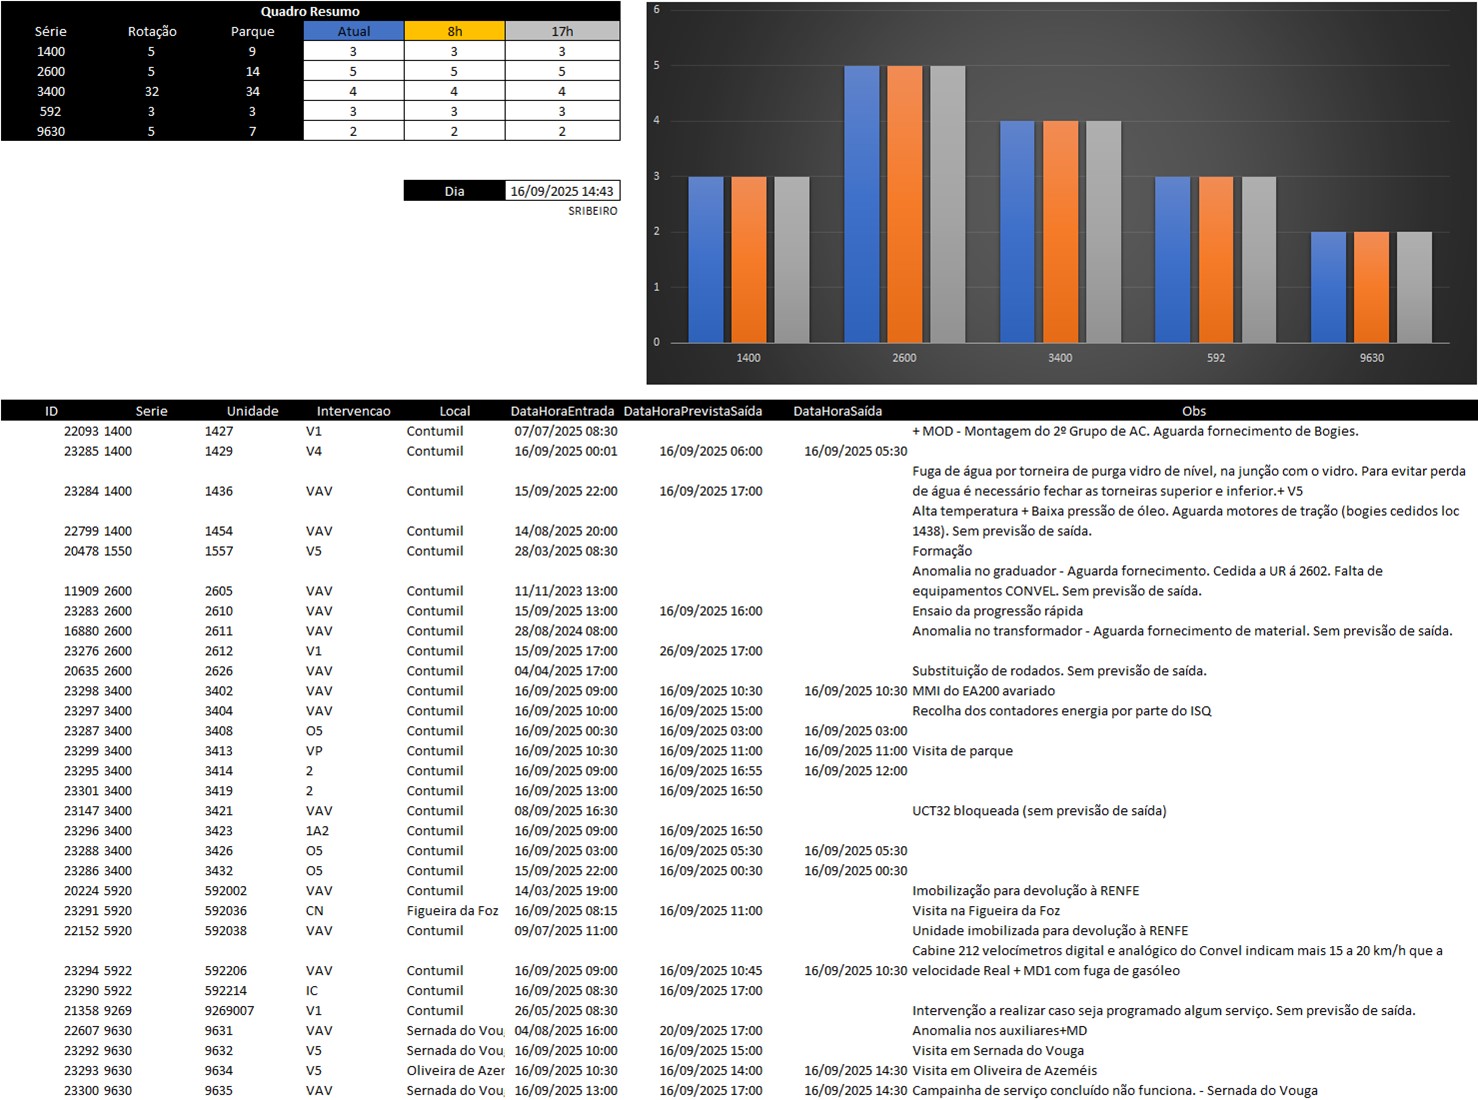 Quadro Resumo
Série Rotação Parque Atual 8h 17h
1400 5 9 3 3 3
2600 5 14 5 5 5
3400 32 34 4 4 4
592 3 3 3 3 3
9630 5 7 2 2 2
Dia 16/09/2025 14:43
SRIBEIRO
6
5
4
3
2
1
0
1400 2600 3400 592 9630
ID Serie Unidade Intervencao Local DataHoraEntrada DataHoraPrevistaSaída DataHoraSaída Obs
22093 1400 1427 V1 Contumil 07/07/2025 08:30 + MOD - Montagem do 2º Grupo de AC. Aguarda fornecimento de Bogies.
23285 1400 1429 V4 Contumil 16/09/2025 00:01 16/09/2025 06:00 16/09/2025 05:30
Fuga de água por torneira de purga vidro de nível, na junção com o vidro. Para evitar perda
23284 1400 1436 VAV Contumil 15/09/2025 22:00 16/09/2025 17:00 de água é necessário fechar as torneiras superior e inferior.+ V5
Alta temperatura + Baixa pressão de óleo. Aguarda motores de tração (bogies cedidos loc
22799 1400 1454 VAV Contumil 14/08/2025 20:00 1438). Sem previsão de saída.
20478 1550 1557 V5 Contumil 28/03/2025 08:30 Formação
Anomalia no graduador - Aguarda fornecimento. Cedida a UR á 2602. Falta de
11909 2600 2605 VAV Contumil 11/11/2023 13:00 equipamentos CONVEL. Sem previsão de saída.
23283 2600 2610 VAV Contumil 15/09/2025 13:00 16/09/2025 16:00 Ensaio da progressão rápida
16880 2600 2611 VAV Contumil 28/08/2024 08:00 Anomalia no transformador - Aguarda fornecimento de material. Sem previsão de saída.
23276 2600 2612 V1 Contumil 15/09/2025 17:00 26/09/2025 17:00
20635 2600 2626 VAV Contumil 04/04/2025 17:00 Substituição de rodados. Sem previsão de saída.
23298 3400 3402 VAV Contumil 16/09/2025 09:00 16/09/2025 10:30 16/09/2025 10:30 MMI do EA200 avariado
23297 3400 3404 VAV Contumil 16/09/2025 10:00 16/09/2025 15:00 Recolha dos contadores energia por parte do ISQ
23287 3400 3408 O5 Contumil 16/09/2025 00:30 16/09/2025 03:00 16/09/2025 03:00
23299 3400 3413 VP Contumil 16/09/2025 10:30 16/09/2025 11:00 16/09/2025 11:00 Visita de parque
23295 3400 3414 2 Contumil 16/09/2025 09:00 16/09/2025 16:55 16/09/2025 12:00
23301 3400 3419 2 Contumil 16/09/2025 13:00 16/09/2025 16:50
23147 3400 3421 VAV Contumil 08/09/2025 16:30 UCT32 bloqueada (sem previsão de saída)
23296 3400 3423 1A2 Contumil 16/09/2025 09:00 16/09/2025 16:50
23288 3400 3426 O5 Contumil 16/09/2025 03:00 16/09/2025 05:30 16/09/2025 05:30
23286 3400 3432 O5 Contumil 15/09/2025 22:00 16/09/2025 00:30 16/09/2025 00:30
20224 5920 592002 VAV Contumil 14/03/2025 19:00 Imobilização para devolução à RENFE
23291 5920 592036 CN Figueira da Foz 16/09/2025 08:15 16/09/2025 11:00 Visita na Figueira da Foz
22152 5920 592038 VAV Contumil 09/07/2025 11:00 Unidade imobilizada para devolução à RENFE
Cabine 212 velocímetros digital e analógico do Convel indicam mais 15 a 20 km/h que a
23294 5922 592206 VAV Contumil 16/09/2025 09:00 16/09/2025 10:45 16/09/2025 10:30 velocidade Real + MD1 com fuga de gasóleo
23290 5922 592214 IC Contumil 16/09/2025 08:30 16/09/2025 17:00
21358 9269 9269007 V1 Contumil 26/05/2025 08:30 Intervenção a realizar caso seja programado algum serviço. Sem previsão de saída.
22607 9630 9631 VAV Sernada do Vou 04/08/2025 16:00 20/09/2025 17:00 Anomalia nos auxiliares+MD
23292 9630 9632 V5 Sernada do Vou 16/09/2025 10:00 16/09/2025 15:00 Visita em Sernada do Vouga
23293 9630 9634 V5 Oliveira de Azer 16/09/2025 10:30 16/09/2025 14:00 16/09/2025 14:30 Visita em Oliveira de Azeméis
23300 9630 9635 VAV Sernada do Vou 16/09/2025 13:00 16/09/2025 17:00 16/09/2025 14:30 Campainha de serviço concluído não funciona. - Sernada do Vouga